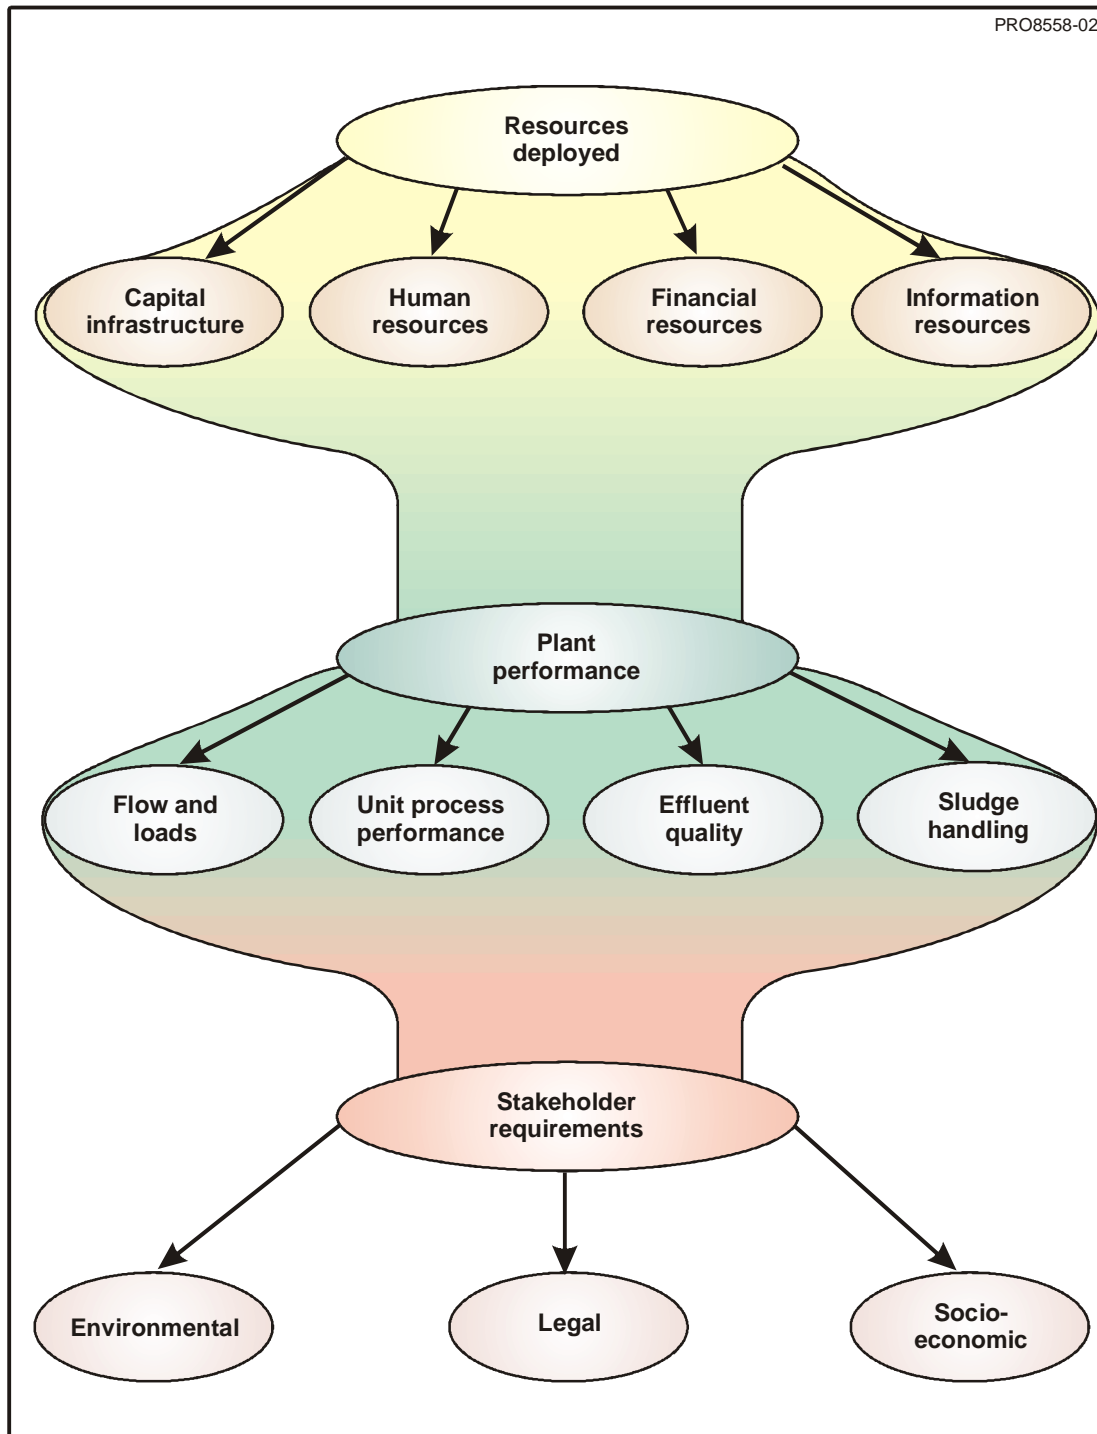 PRO8558-02
Resources
deployed
Capital
infrastructure
Human
resources
Financial
resources
Information
resources
Plant
performance
Flow and
loads
Unit process
performance
Effluent
quality
Sludge
handling
Stakeholder
requirements
Environmental
Legal
Socio-
economic